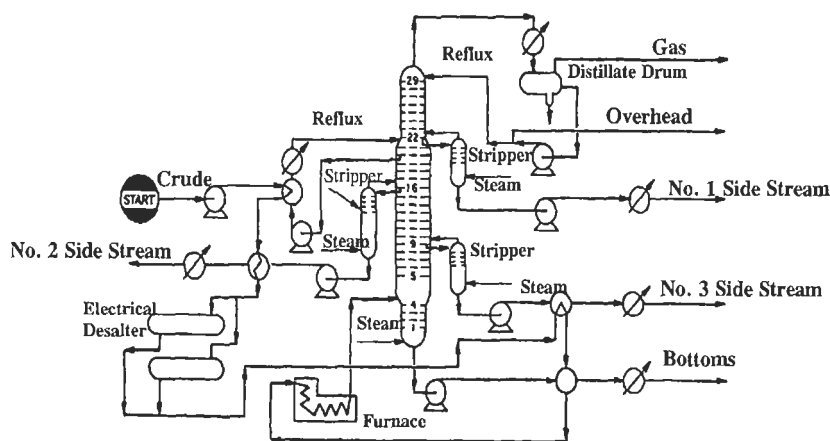 Reflux
Gas
Distillate Drum
29
Reflux
Overhead
22
Stripper
Crude
Stripper
16
Steam
START
No. 1 Side Stream
Steam
9
Stripper
No. 2 Side Stream
5
Steam
No. 3 Side Stream
Electrical
Desalter
4
Steam
1
Bottoms
Furnace